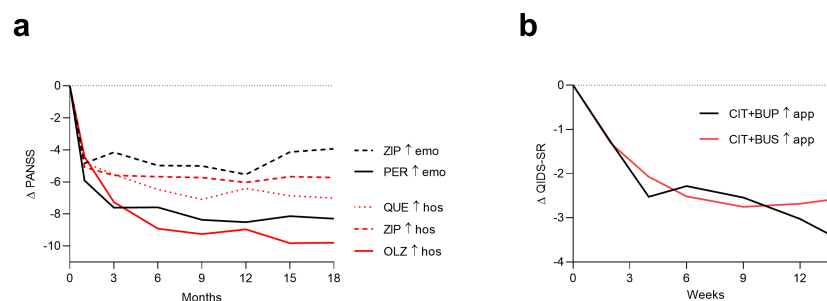 a
b
0
-2
-4
-6
-8
-10
Δ PANSS
0
3
6
9
12
15
18
Months
ZIP ↑ emo
PER ↑ emo
QUE ↑ hos
ZIP ↑ hos
OLZ ↑ hos
0
-1
-2
-3
-4
Δ QIDS-SR
0
3
6
9
12
Weeks
CIT+BUP ↑ app
CIT+BUS ↑ app